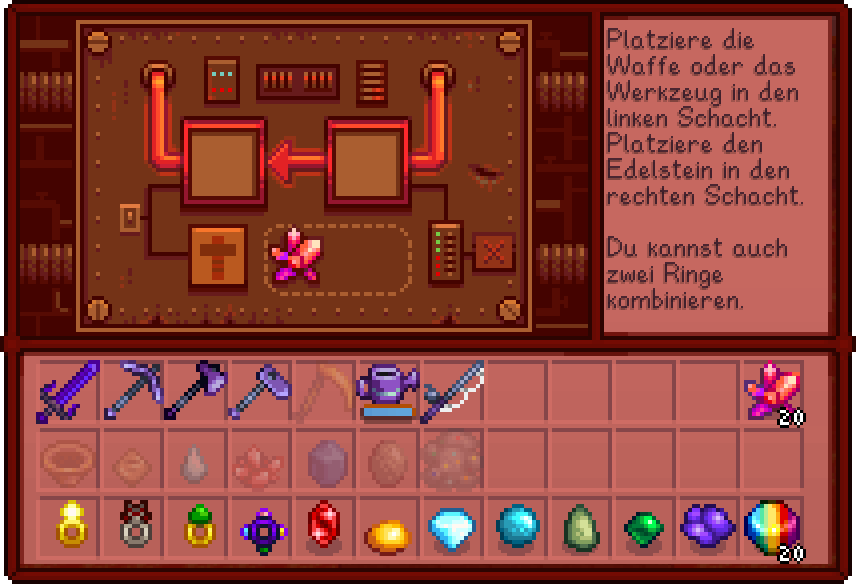 Platziere die
Waffe oder das
Werkzeug in den
linken Schacht.
Platziere den
Edelstein in den
rechten Schacht.
Du kannst auch
zwei Ringe
kombinieren.
20
20